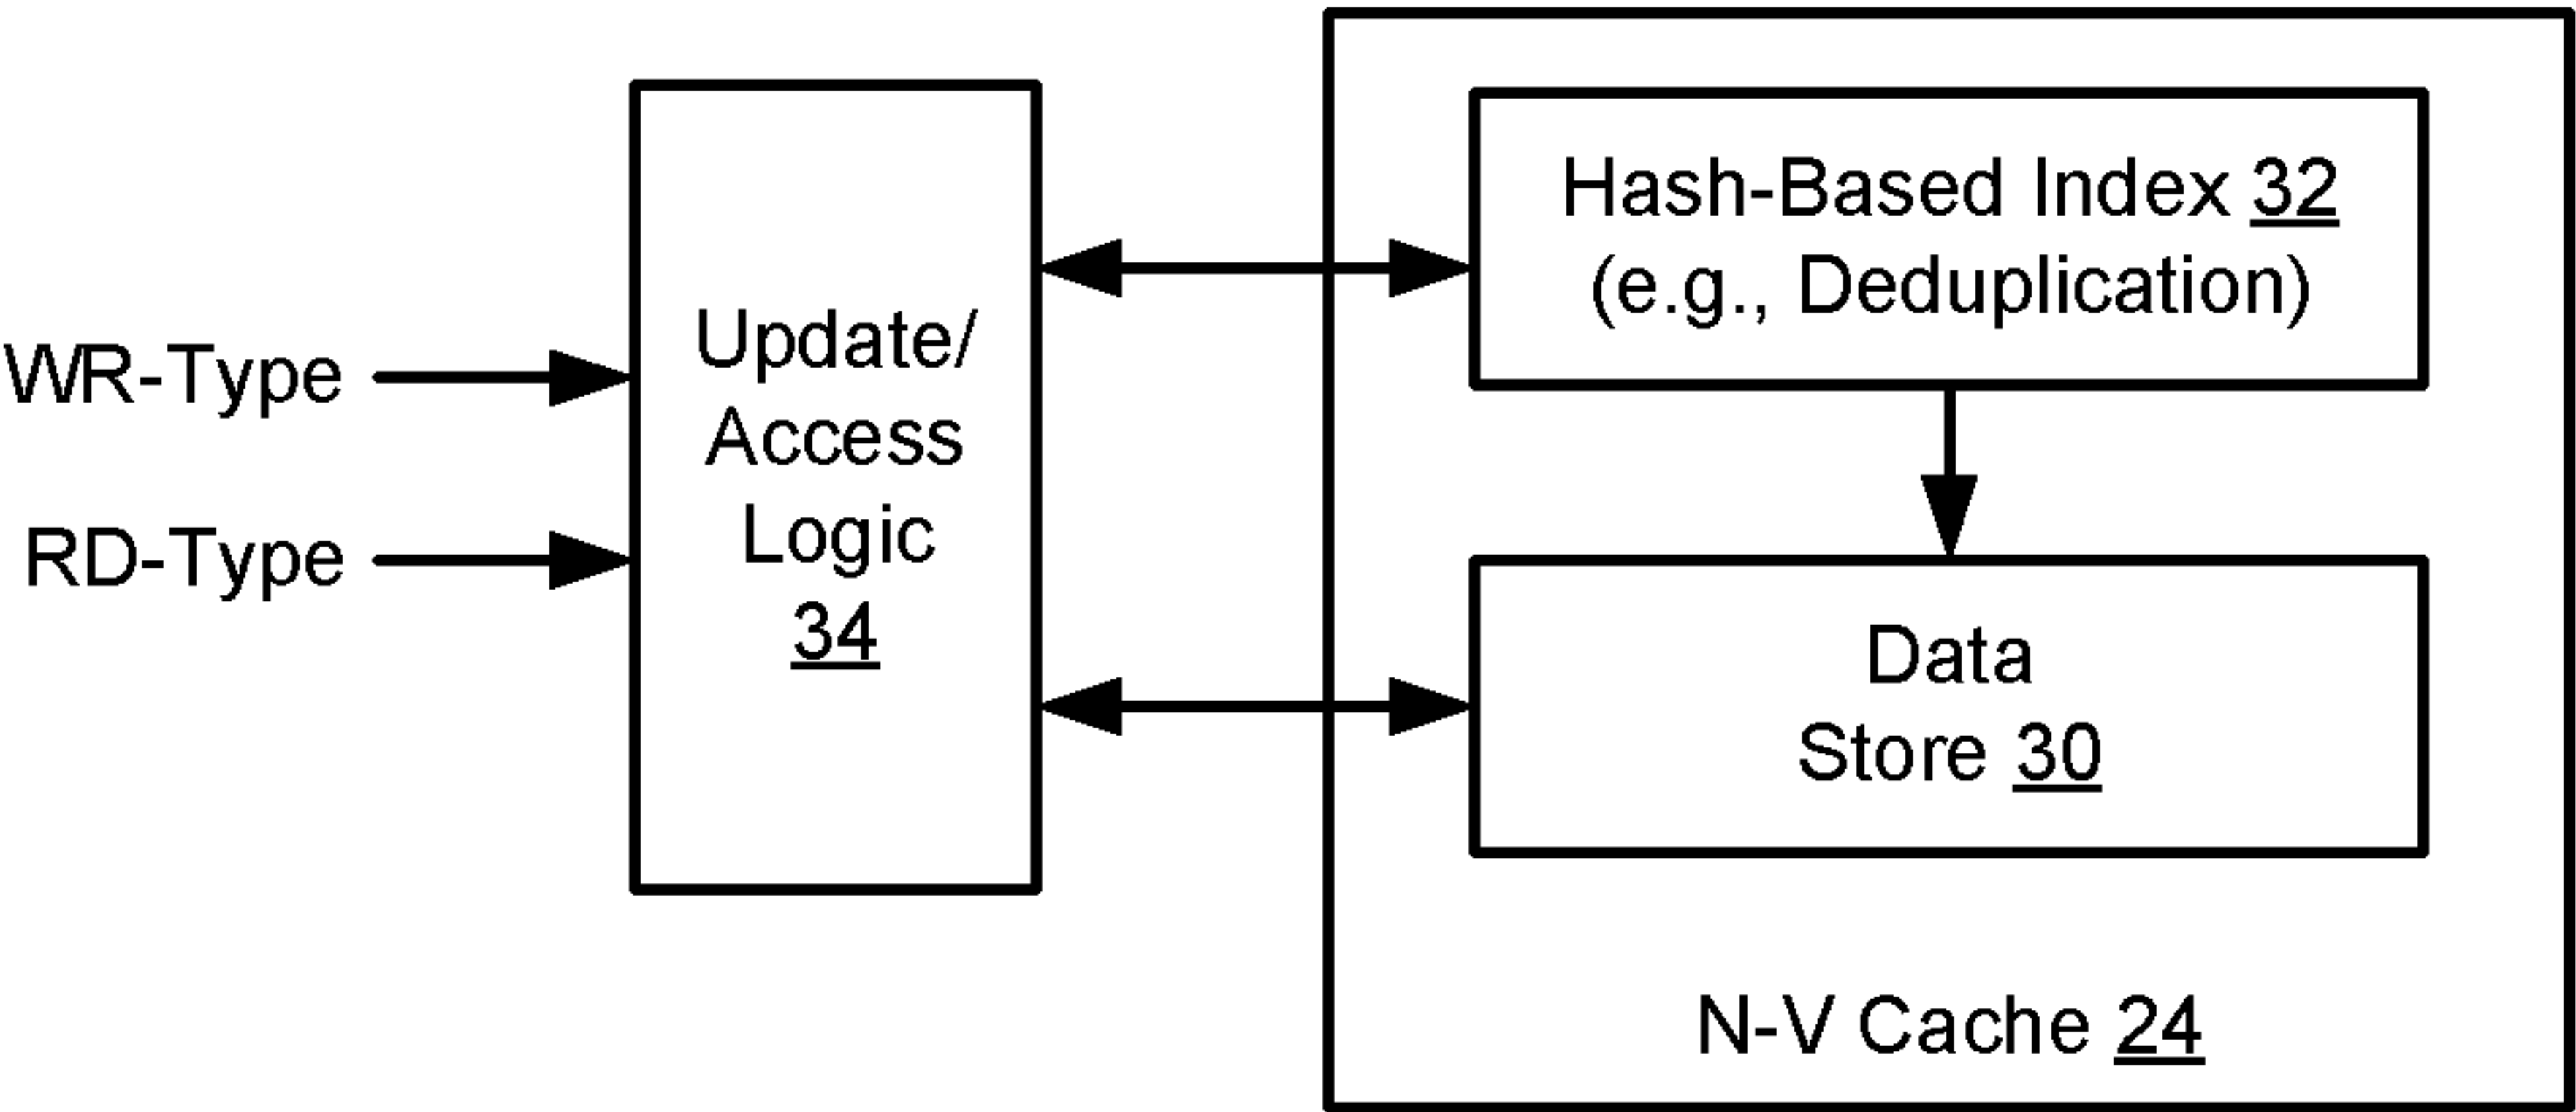 WR-Type
RD-Type
Update/
Access
Logic
34
Hash-Based Index 32
(e.g., Deduplication)
Data
Store 30
N-V Cache 24